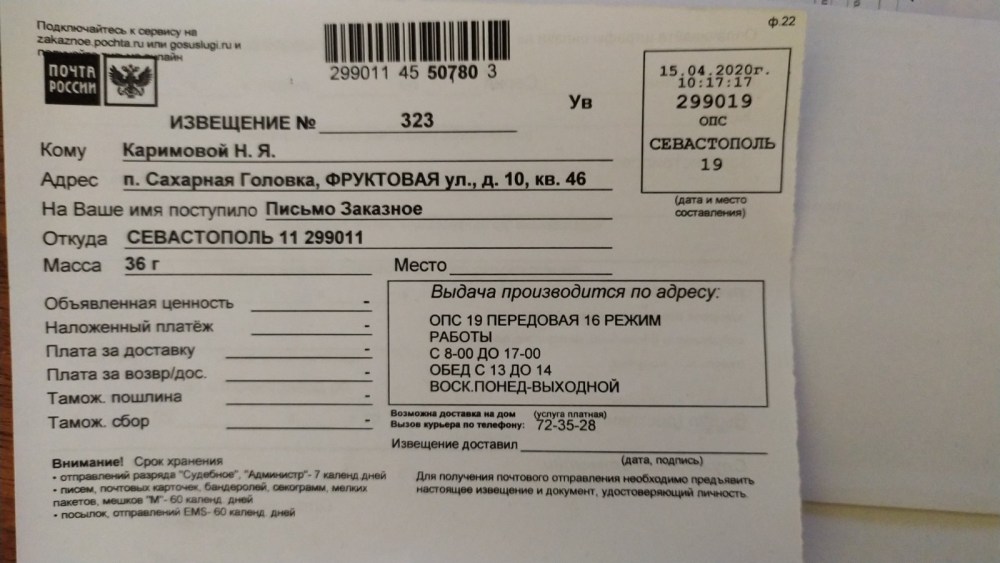 Подключайтесь к сервису на
zakaznoe.pochta.ru или gosuslugi.ru и
ф.22
299011 45 50780 3
ПОЧТА
РОССИИ
15.04.2020г.
10:17:17
299019
ОПС
СЕВАСТОПОЛЬ
19
(дата и место
составления)
Ув
ИЗВЕЩЕНИЕ № 323
Кому Каримовой Н. Я.
Адрес п. Сахарная Головка, ФРУКТОВАЯ ул., д. 10, кв. 46
На Ваше имя поступило Письмо Заказное
Откуда СЕВАСТОПОЛЬ 11 299011
Масса 36 г Место
Объявленная ценность -
Наложенный платёж -
Плата за доставку -
Плата за возвр/дос. -
Тамож. пошлина -
Тамож. сбор -
Выдача производится по адресу:
ОПС 19 ПЕРЕДОВАЯ 16 РЕЖИМ
РАБОТЫ
С 8-00 ДО 17-00
ОБЕД С 13 ДО 14
ВОСК.ПОНЕД-ВЫХОДНОЙ
Возможна доставка на дом (услуга платная)
Вызов курьера по телефону: 72-35-28
Извещение доставил
(дата, подпись)
Внимание! Срок хранения
• отправлений разряда "Судебное", "Администр"- 7 календ дней
• писем, почтовых карточек, бандеролей, секограмм, мелких
пакетов, мешков "М"- 60 календ. дней
• посылок, отправлений EMS- 60 календ. дней
Для получения почтового отправления необходимо предъявить
настоящее извещение и документ, удостоверяющий личность.